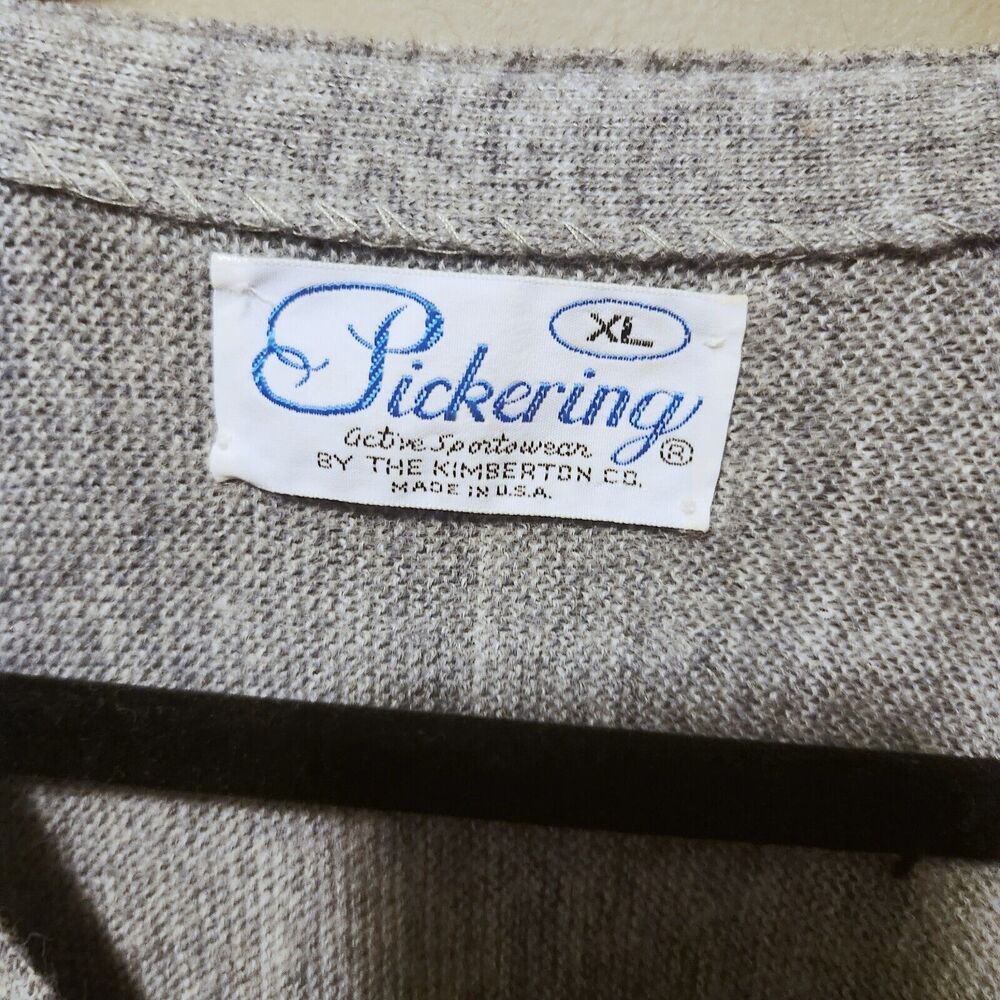 XL
Pickering ®
Active Sportswear
BY THE KIMBERTON CO.
MADE IN U.S.A.